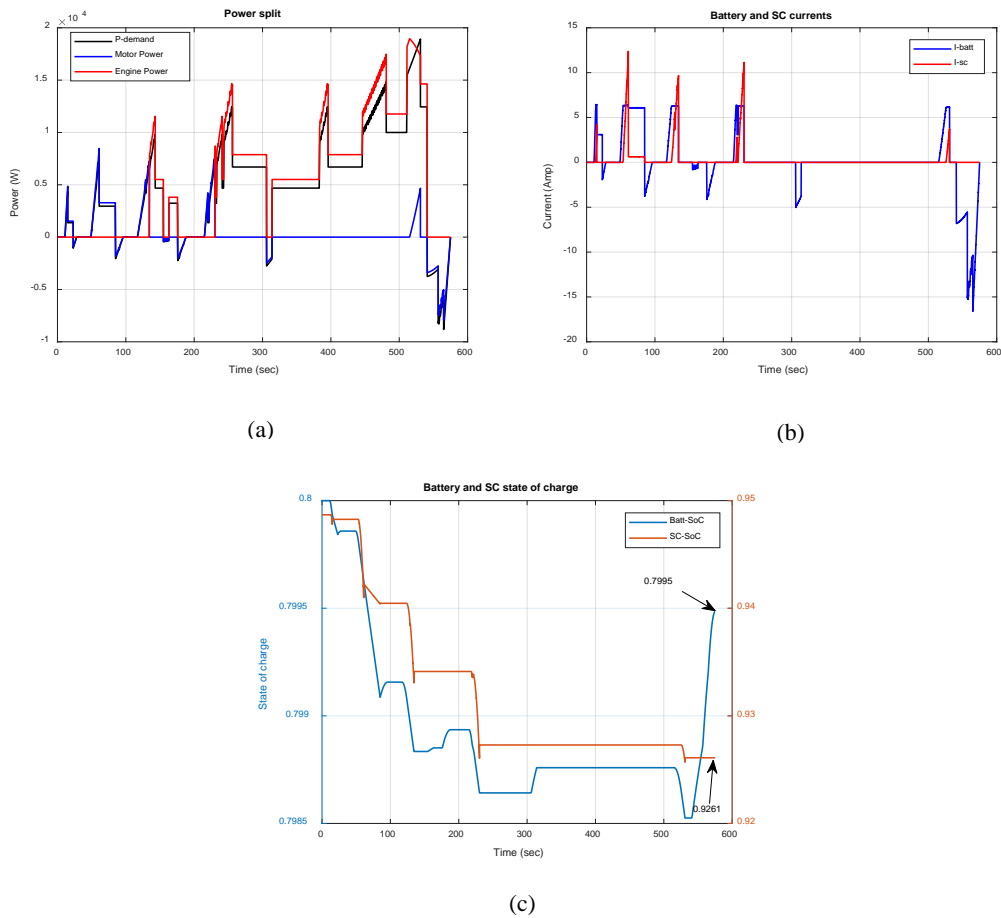 Power split
× 10 4
2
1.5
1
0.5
0
-0.5
-1
Power (W)
P-demand
Motor Power
Engine Power
0 100 200 300 400 500 600
Time (sec)
(a)
Battery and SC currents
15
10
5
0
-5
-10
-15
-20
Current (Amp)
I-batt
I-sc
0 100 200 300 400 500 600
Time (sec)
(b)
Battery and SC state of charge
0.8
0.7995
0.799
0.7985
State of charge
Batt-SoC
SC-SoC
0.7995
0.9261
0.95
0.94
0.93
0.92
0 100 200 300 400 500 600
Time (sec)
(c)